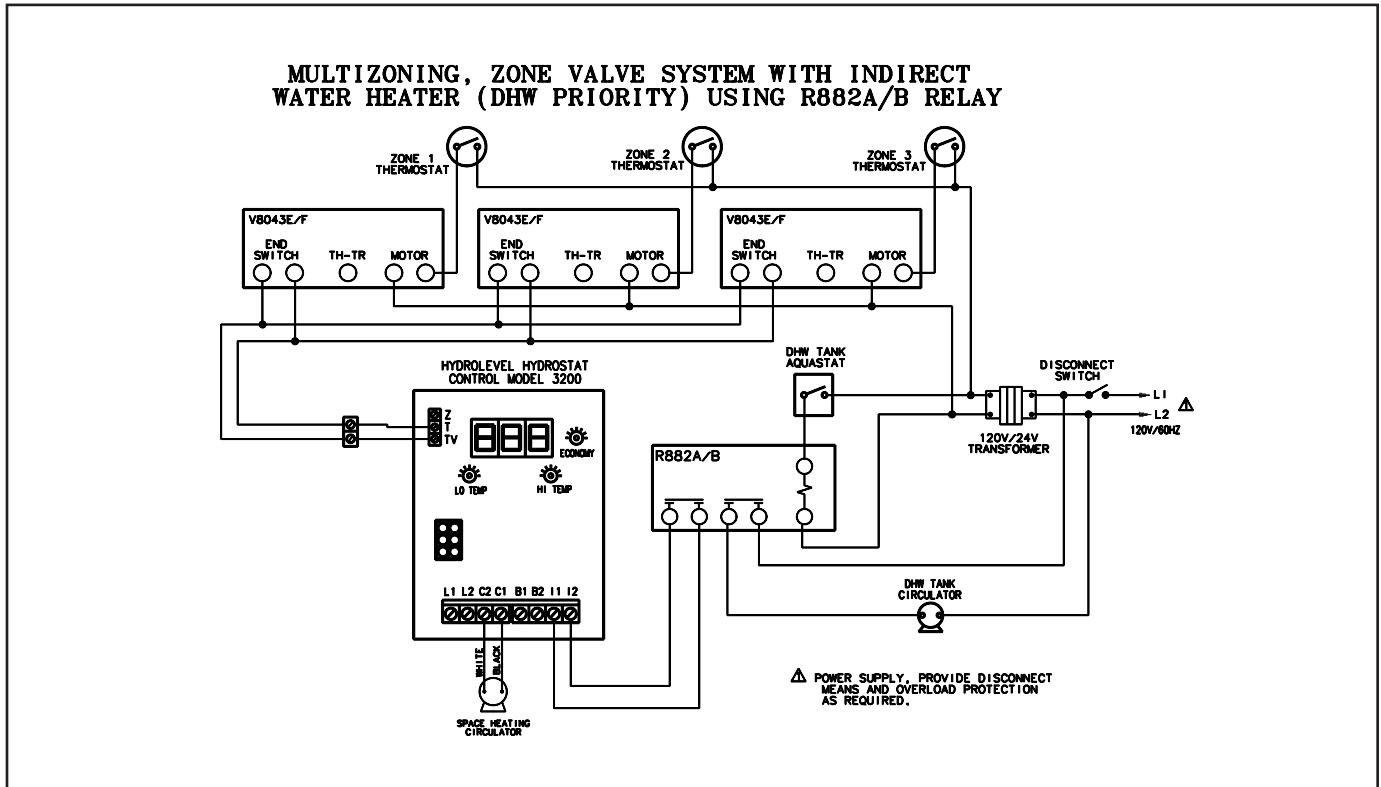 MULTIZONING, ZONE VALVE SYSTEM WITH INDIRECT
WATER HEATER (DHW PRIORITY) USING R882A/B RELAY
ZONE 1
THERMOSTAT
ZONE 2
THERMOSTAT
ZONE 3
THERMOSTAT
V8043E/F
END
SWITCH
TH-TR
MOTOR
V8043E/F
END
SWITCH
TH-TR
MOTOR
V8043E/F
END
SWITCH
TH-TR
MOTOR
HYDROLEVEL HYDROSTAT
CONTROL MODEL 3200
Z
T
TV
888
ECONOMY
LO TEMP
HI TEMP
L1 L2 C2 C1 B1 B2 I1 I2
WHITE
BLACK
SPACE HEATING
CIRCULATOR
DHW TANK
AQUASTAT
R882A/B
DISCONNECT
SWITCH
L1
L2
!
120V/60HZ
120V/24V
TRANSFORMER
DHW TANK
CIRCULATOR
! POWER SUPPLY, PROVIDE DISCONNECT
MEANS AND OVERLOAD PROTECTION
AS REQUIRED.